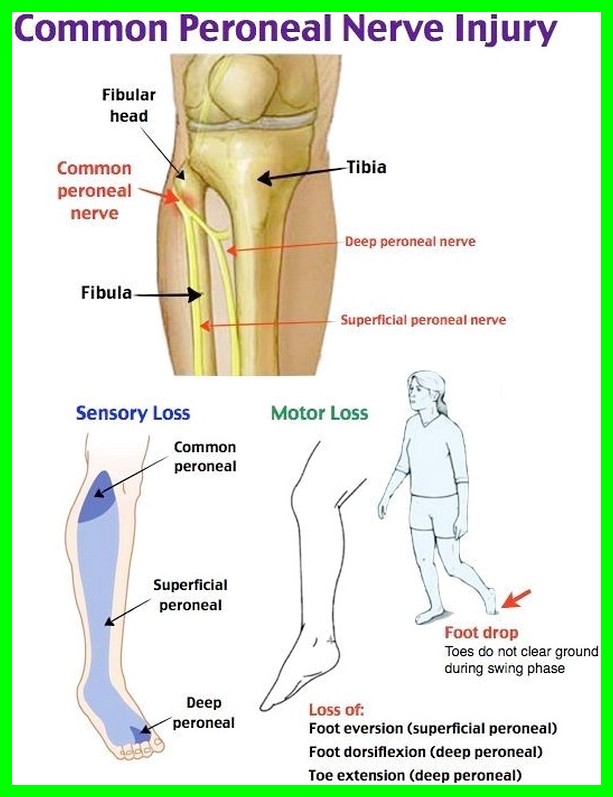 Common Peroneal Nerve Injury
Fibular
head
Common
peroneal
nerve
Tibia
Deep peroneal nerve
Fibula
Superficial peroneal nerve
Sensory Loss
Motor Loss
Common
peroneal
Superficial
peroneal
Deep
peroneal
Foot drop
Toes do not clear ground
during swing phase
Loss of:
Foot eversion (superficial peroneal)
Foot dorsiflexion (deep peroneal)
Toe extension (deep peroneal)